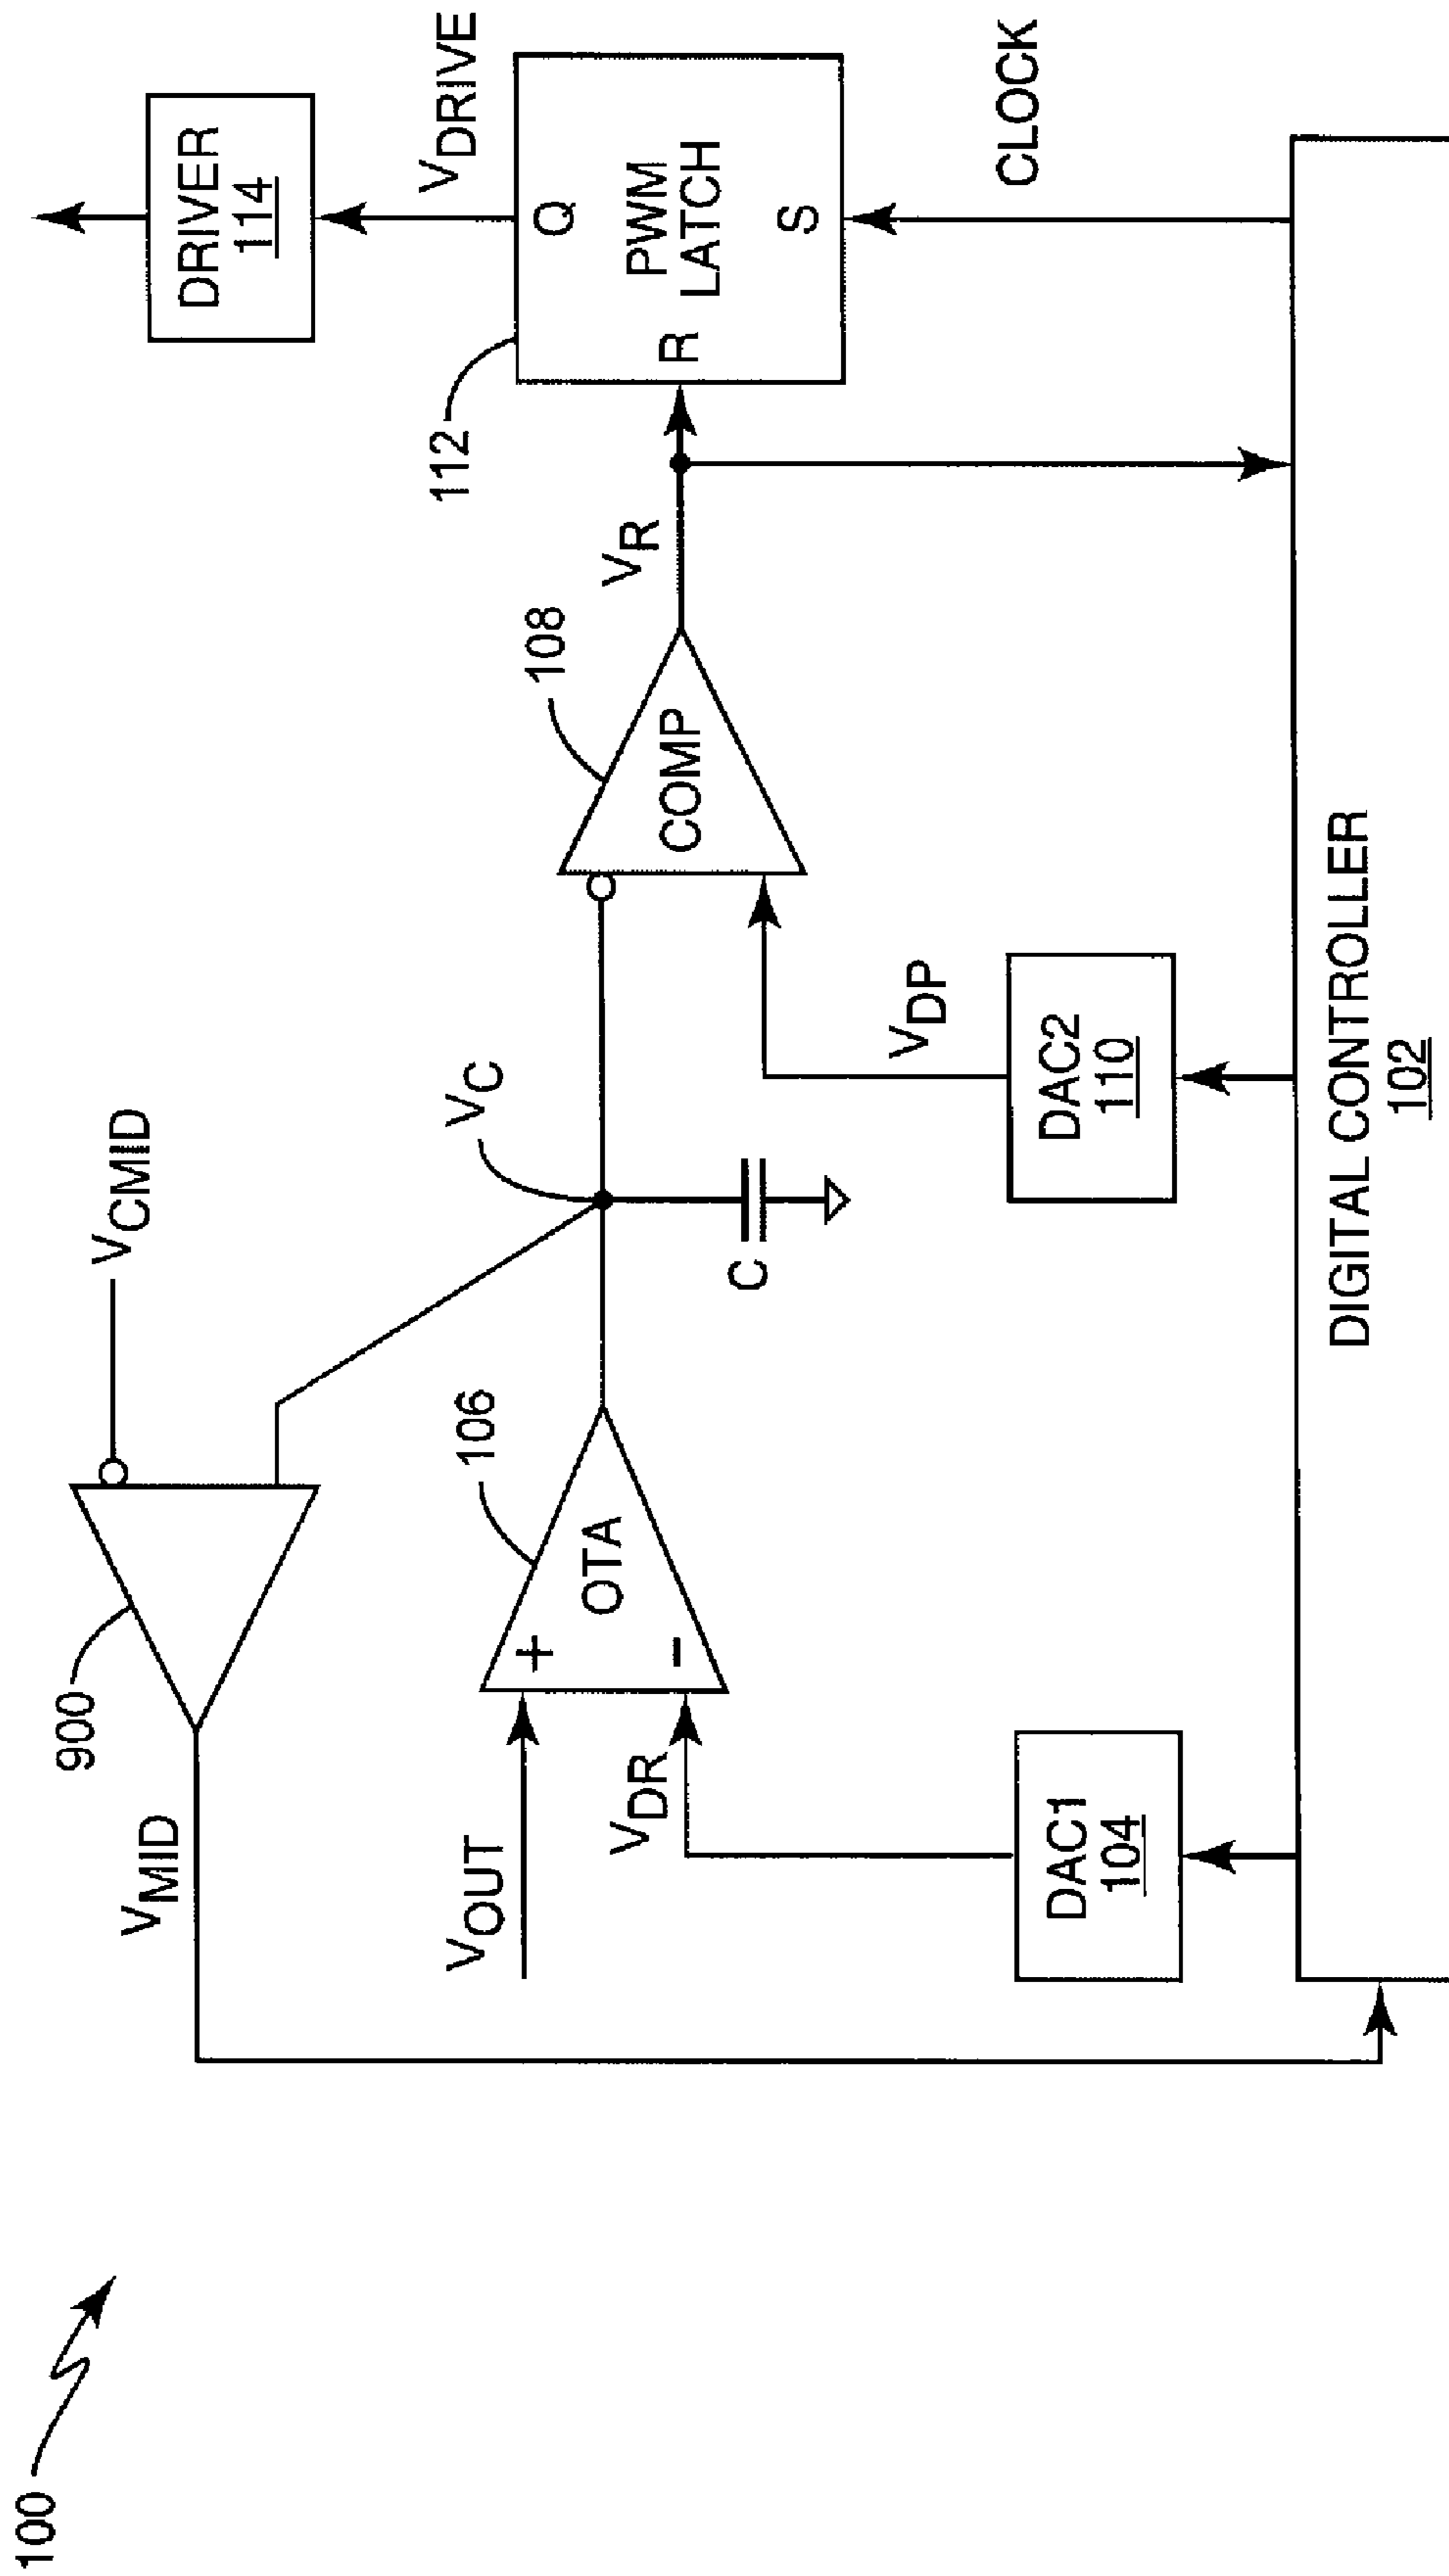 100
900
VCMID
VMID
VC
106
108
112
DRIVER
114
VDRIVE
VOUT
+
OTA
-
VDR
C
COMP
VR
Q
R
PWM
LATCH
S
VDP
CLOCK
DAC1
104
DAC2
110
DIGITAL CONTROLLER
102